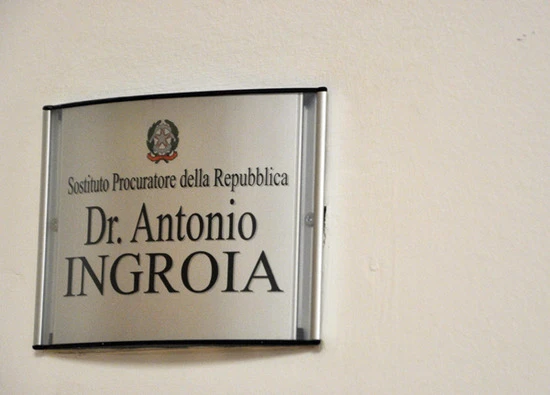 Sostituto Procuratore della Repubblica
Dr. Antonio
INGROIA